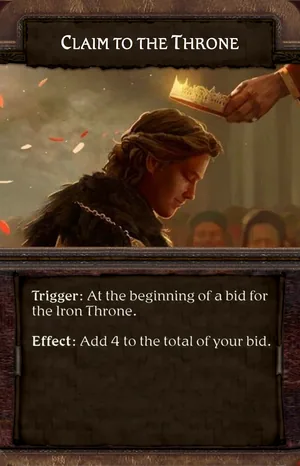 Claim to the Throne
Trigger: At the beginning of a bid for
the Iron Throne.
Effect: Add 4 to the total of your bid.